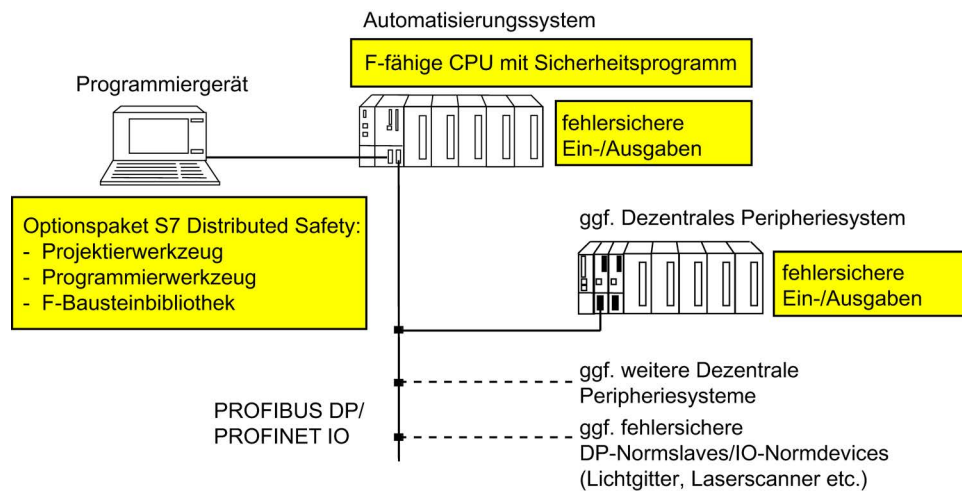 Automatisierungssystem
F-fähige CPU mit Sicherheitsprogramm
Programmiergerät
fehlersichere
Ein-/Ausgaben
Optionspaket S7 Distributed Safety:
- Projektierwerkzeug
- Programmierwerkzeug
- F-Bausteinbibliothek
ggf. Dezentrales Peripheriesystem
fehlersichere
Ein-/Ausgaben
ggf. weitere Dezentrale
Peripheriesysteme
PROFIBUS DP/
PROFINET IO
ggf. fehlersichere
DP-Normslaves/IO-Normdevices
(Lichtgitter, Laserscanner etc.)